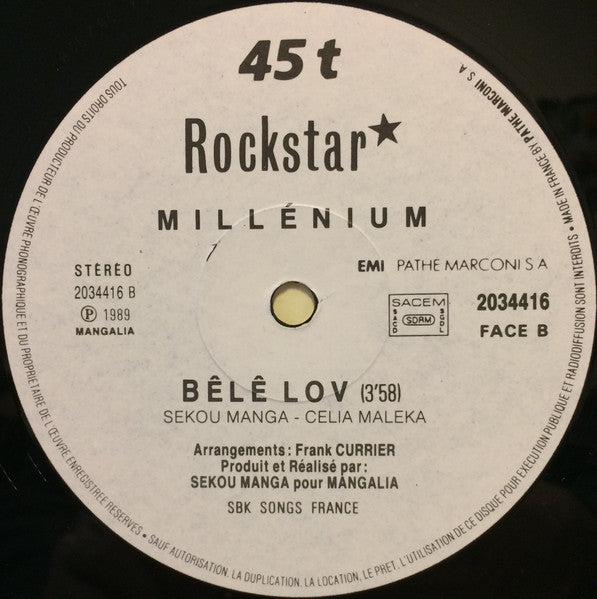 45 t
Rockstar★
MILLÉNIUM
STÉRÉO
2034416 B
Ⓟ 1989
MANGALIA
EMI PATHE MARCONI S A
SACEM
SACD
SDRM
SGDL
2034416
FACE B
BÊLÊ LOV (3'58)
SEKOU MANGA - CELIA MALEKA
Arrangements : Frank CURRIER
Produit et Réalisé par :
SEKOU MANGA pour MANGALIA
SBK SONGS FRANCE
TOUS DROITS DU PRODUCTEUR DE L'ŒUVRE PHONOGRAPHIQUE ET DU PROPRIETAIRE DE L'ŒUVRE ENREGISTREE RESERVES • SAUF AUTORISATION, LA DUPLICATION, LA LOCATION, LE PRET, L'UTILISATION DE CE DISQUE POUR EXECUTION PUBLIQUE ET RADIODIFFUSION SONT INTERDITS • MADE IN FRANCE BY PATHE MARCONI S A